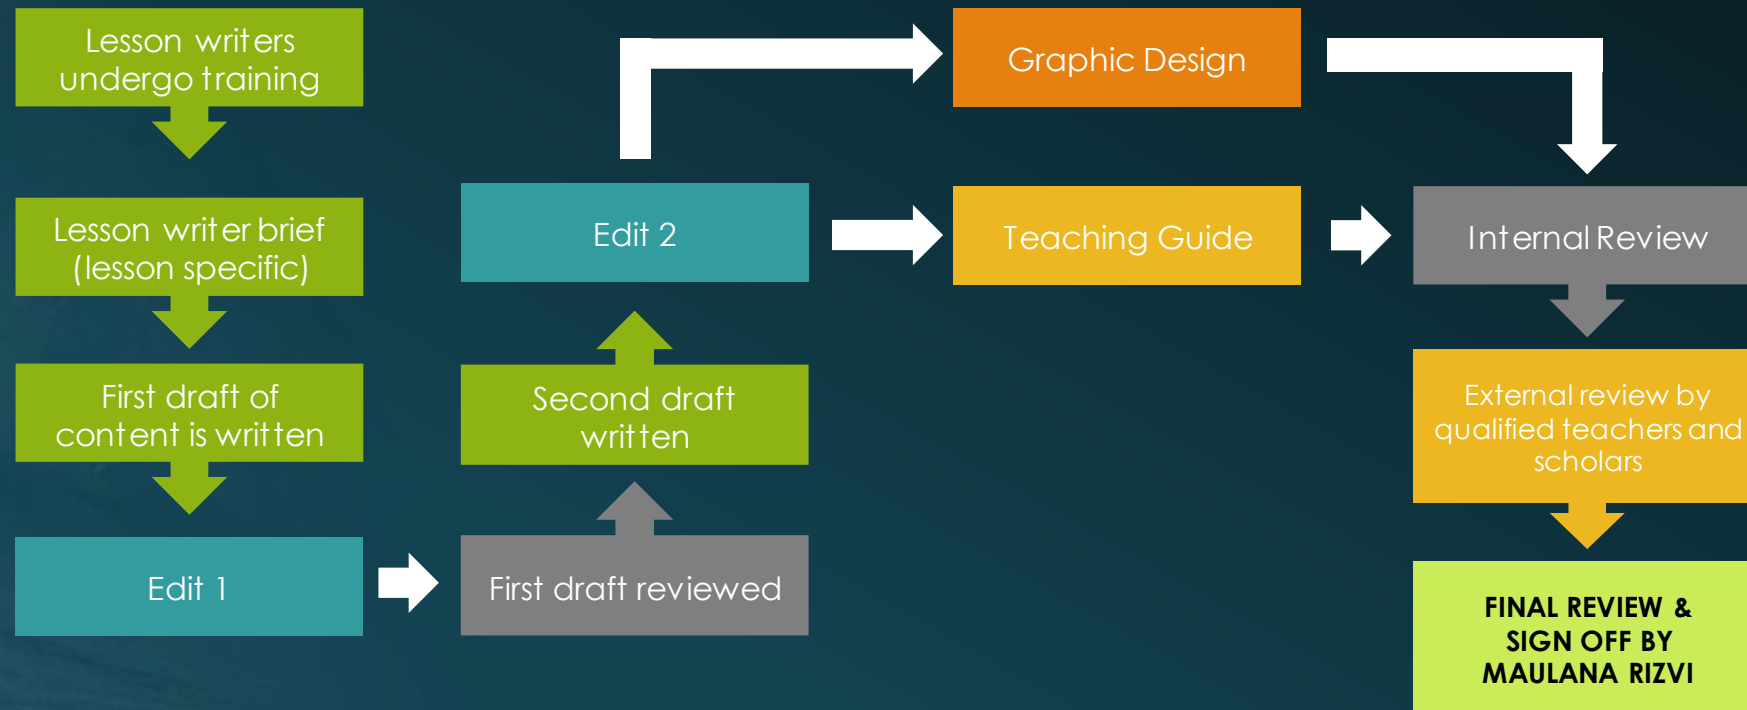 Lesson writers
undergo training
Lesson writer brief
(lesson specific)
First draft of
content is written
Edit 1
First draft reviewed
Second draft
written
Edit 2
Graphic Design
Teaching Guide
Internal Review
External review by
qualified teachers and
scholars
FINAL REVIEW &
SIGN OFF BY
MAULANA RIZVI